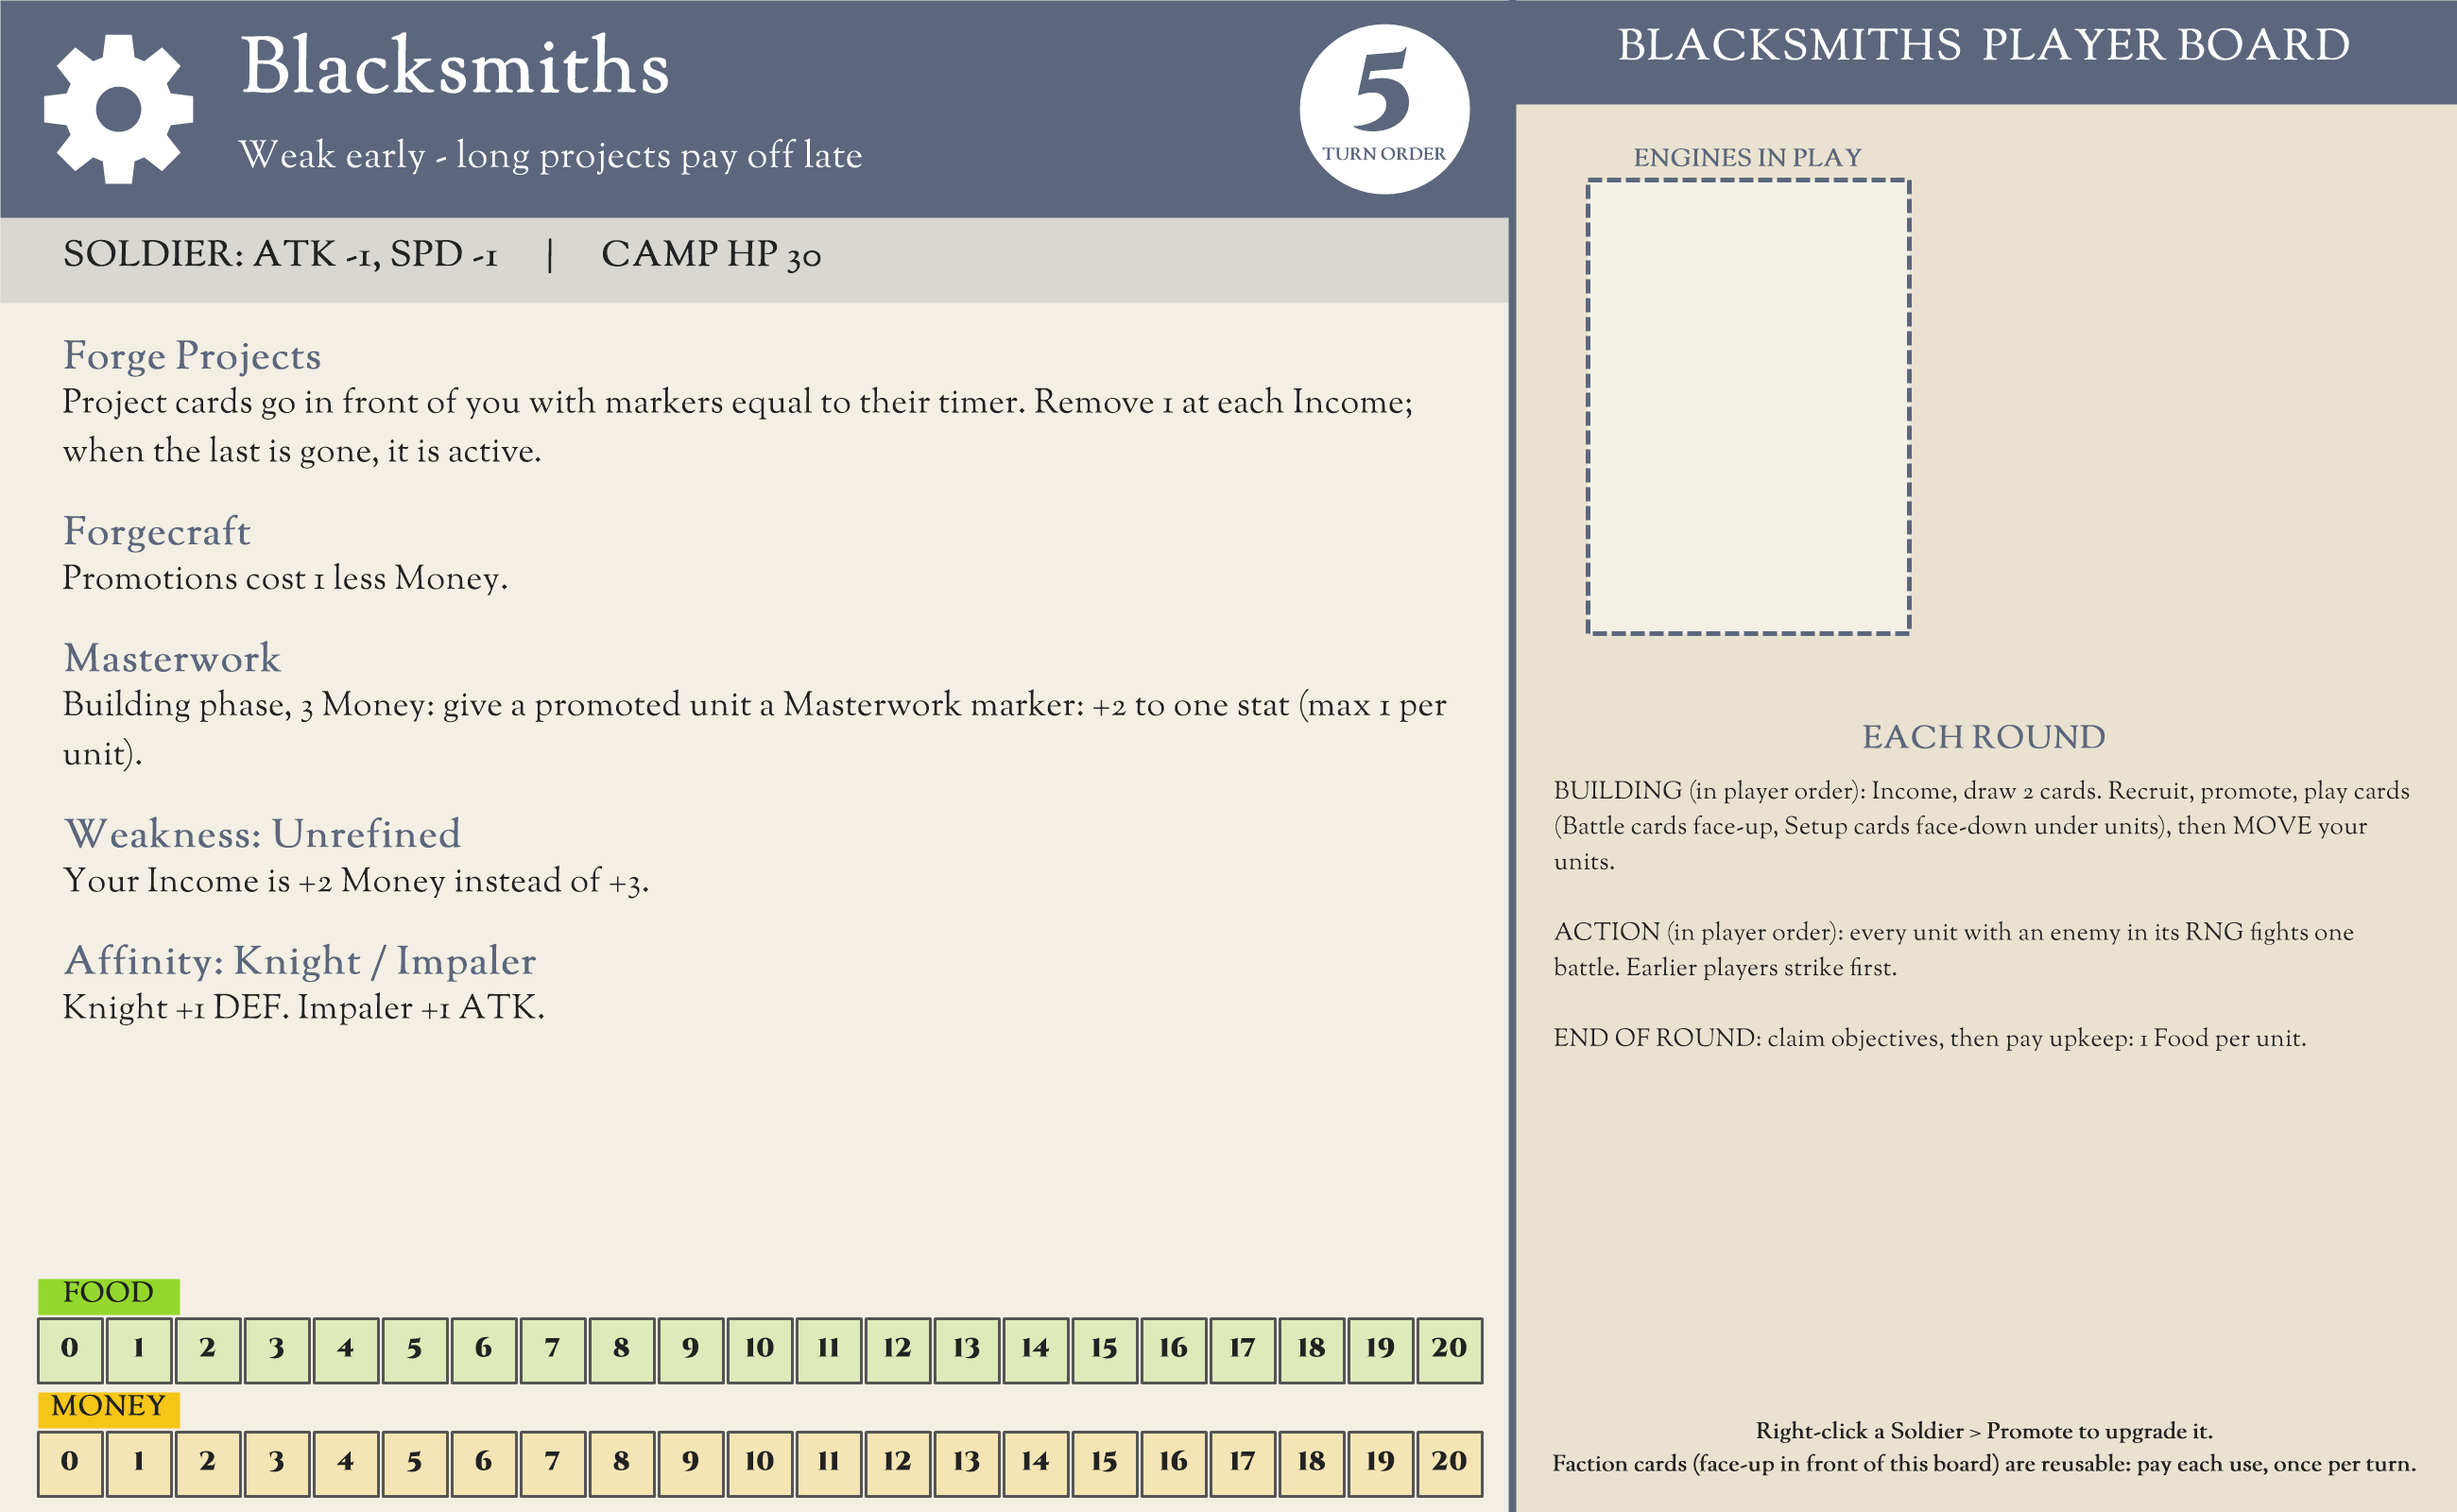 Blacksmiths
Weak early - long projects pay off late
5
TURN ORDER
SOLDIER: ATK -1, SPD -1 | CAMP HP 30
Forge Projects
Project cards go in front of you with markers equal to their timer. Remove 1 at each Income;
when the last is gone, it is active.
Forgecraft
Promotions cost 1 less Money.
Masterwork
Building phase, 3 Money: give a promoted unit a Masterwork marker: +2 to one stat (max 1 per
unit).
Weakness: Unrefined
Your Income is +2 Money instead of +3.
Affinity: Knight / Impaler
Knight +1 DEF. Impaler +1 ATK.
FOOD
0 1 2 3 4 5 6 7 8 9 10 11 12 13 14 15 16 17 18 19 20
MONEY
0 1 2 3 4 5 6 7 8 9 10 11 12 13 14 15 16 17 18 19 20
BLACKSMITHS PLAYER BOARD
ENGINES IN PLAY
EACH ROUND
BUILDING (in player order): Income, draw 2 cards. Recruit, promote, play cards
(Battle cards face-up, Setup cards face-down under units), then MOVE your
units.
ACTION (in player order): every unit with an enemy in its RNG fights one
battle. Earlier players strike first.
END OF ROUND: claim objectives, then pay upkeep: 1 Food per unit.
Right-click a Soldier > Promote to upgrade it.
Faction cards (face-up in front of this board) are reusable: pay each use, once per turn.